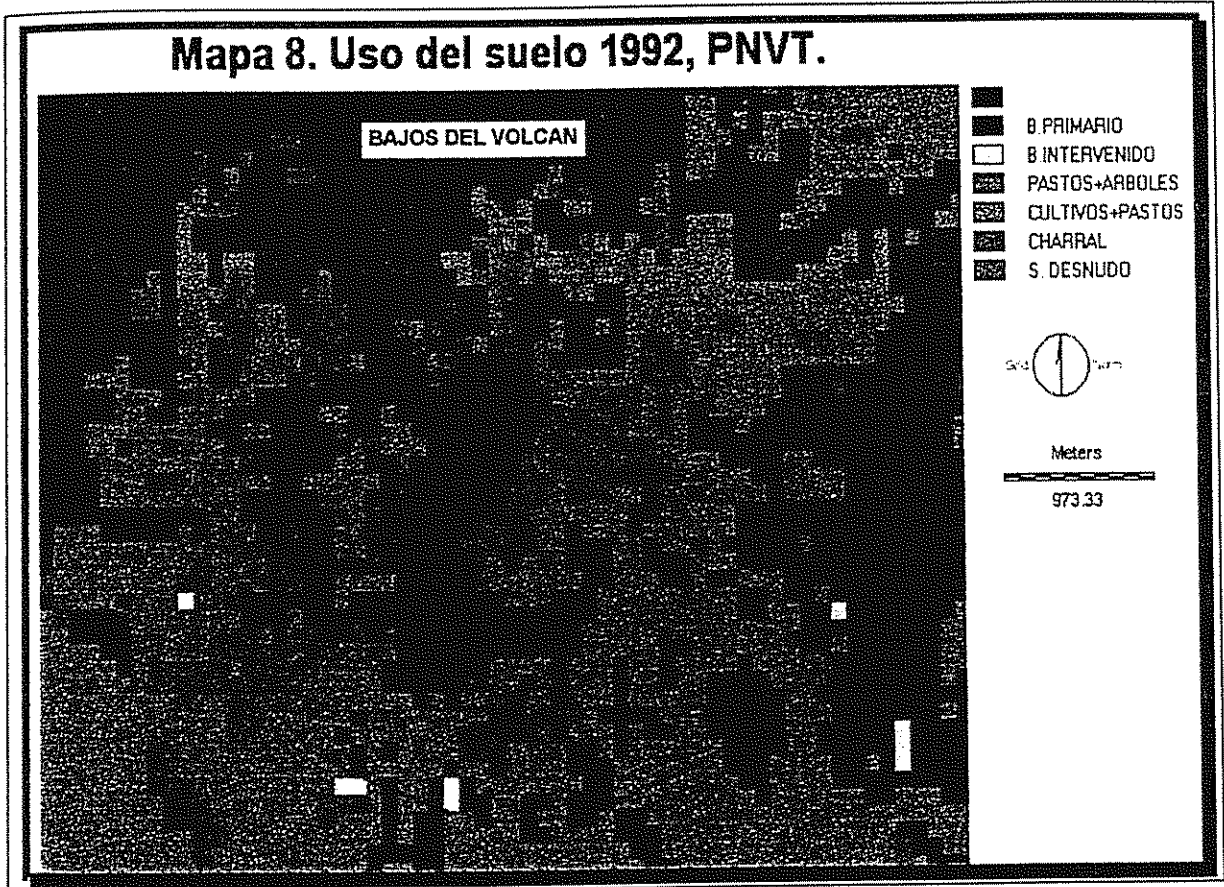 Mapa 8. Uso del suelo 1992, PNVT.
BAJOS DEL VOLCAN
B.PRIMARIO
B.INTERVENIDO
PASTOS+ARBOLES
CULTIVOS+PASTOS
CHARRAL
S. DESNUDO
Meters
973.33